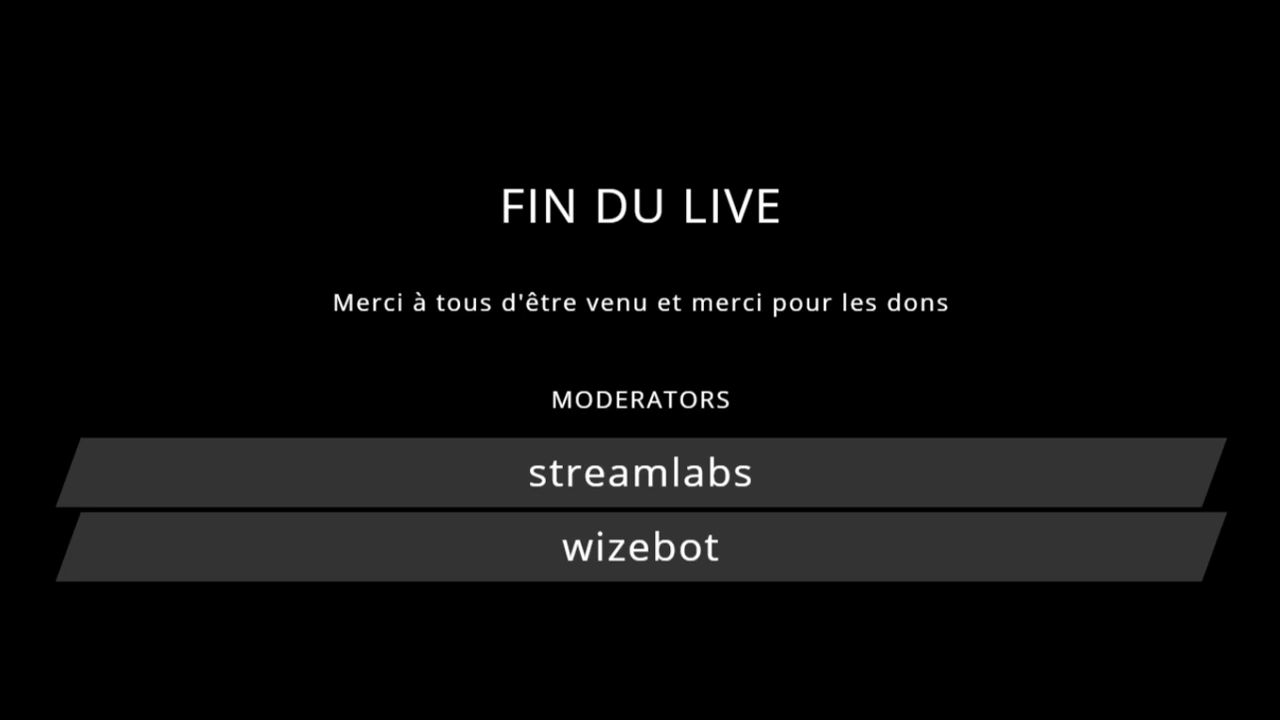 FIN DU LIVE
Merci à tous d'être venu et merci pour les dons
MODERATORS
streamlabs
wizebot